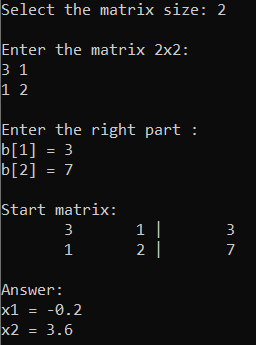 Select the matrix size: 2
Enter the matrix 2x2:
3 1
1 2
Enter the right part :
b[1] = 3
b[2] = 7
Start matrix:
3 1 | 3
1 2 | 7
Answer:
x1 = -0.2
x2 = 3.6